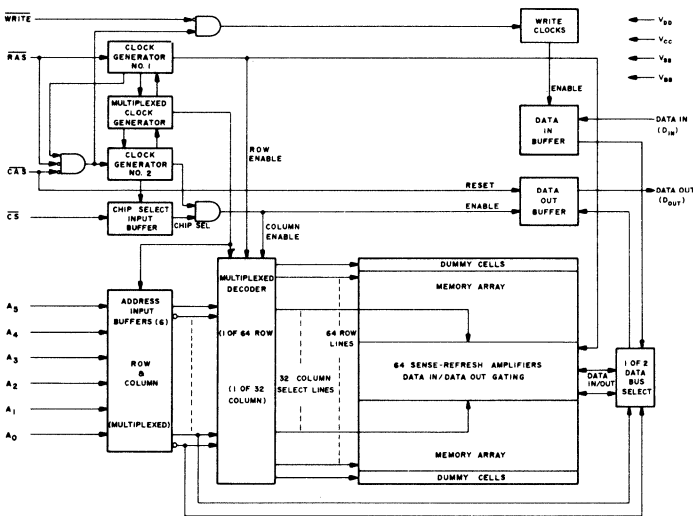 WRITE
RAS
CLOCK
GENERATOR
NO. 1
MULTIPLEXED
CLOCK
GENERATOR
CLOCK
GENERATOR
NO. 2
CAS
CS
CHIP SELECT
INPUT
BUFFER
CHIP SEL
ROW
ENABLE
COLUMN
ENABLE
WRITE
CLOCKS
ENABLE
VDD
VCC
VSS
VBB
DATA
IN
BUFFER
DATA IN
(DIN)
RESET
ENABLE
DATA
OUT
BUFFER
DATA OUT
(DOUT)
A5
A4
A3
A2
A1
A0
ADDRESS
INPUT
BUFFERS (6)
ROW
&
COLUMN
(MULTIPLEXED)
MULTIPLEXED
DECODER
(1 OF 64 ROW
(1 OF 32
COLUMN)
64 ROW
LINES
32 COLUMN
SELECT LINES
DUMMY CELLS
MEMORY ARRAY
64 SENSE-REFRESH AMPLIFIERS
DATA IN/DATA OUT GATING
MEMORY ARRAY
DUMMY CELLS
DATA
IN/OUT
1 OF 2
DATA
BUS
SELECT